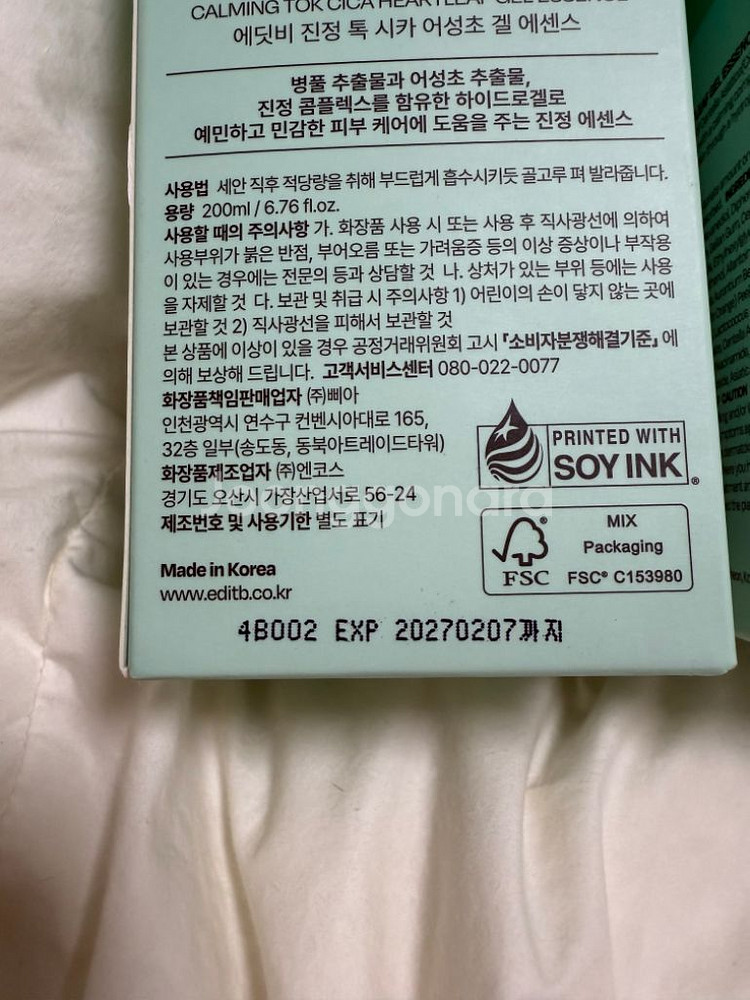 CALMING TOK CICA HEARTLEAF GEL ESSENCE
에딧비 진정 톡 시카 어성초 겔 에센스
병풀 추출물과 어성초 추출물,
진정 콤플렉스를 함유한 하이드로겔로
예민하고 민감한 피부 케어에 도움을 주는 진정 에센스
사용법 세안 직후 적당량을 취해 부드럽게 흡수시키듯 골고루 펴 발라줍니다.
용량 200ml / 6.76 fl.oz.
사용할 때의 주의사항 가. 화장품 사용 시 또는 사용 후 직사광선에 의하여
사용부위가 붉은 반점, 부어오름 또는 가려움증 등의 이상 증상이나 부작용
이 있는 경우에는 전문의 등과 상담할 것 나. 상처가 있는 부위 등에는 사용
을 자제할 것 다. 보관 및 취급 시 주의사항 1) 어린이의 손이 닿지 않는 곳에
보관할 것 2) 직사광선을 피해서 보관할 것
본 상품에 이상이 있을 경우 공정거래위원회 고시 「소비자분쟁해결기준」에
의해 보상해 드립니다. 고객서비스센터 080-022-0077
화장품책임판매업자 (주)삐아
인천광역시 연수구 컨벤시아대로 165,
32층 일부(송도동, 동북아트레이드타워)
화장품제조업자 (주)엔코스
경기도 오산시 가장산업서로 56-24
제조번호 및 사용기한 별도 표기
PRINTED WITH
SOY INK
MIX
Packaging
FSC
FSC® C153980
Made in Korea
www.editb.co.kr
4B002 EXP 20270207까지
joonggonara